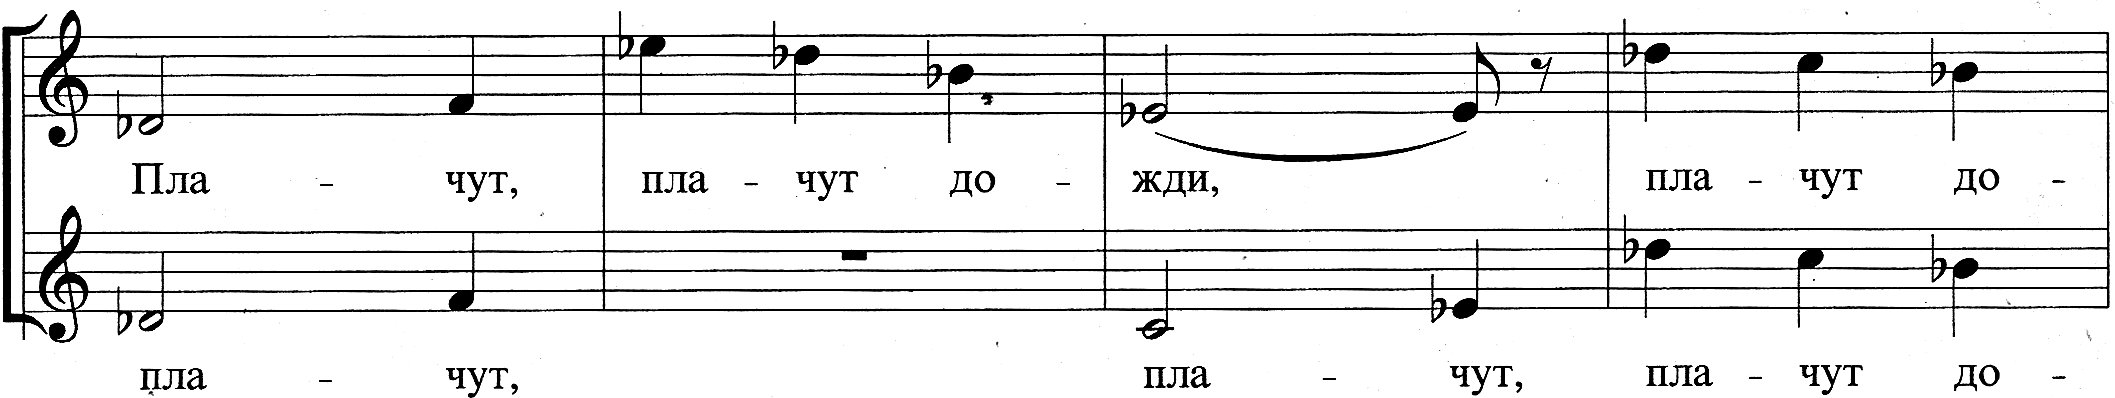 Пла - чут, пла - чут до - жди, пла - чут до -
пла - чут, пла - чут, пла - чут до -